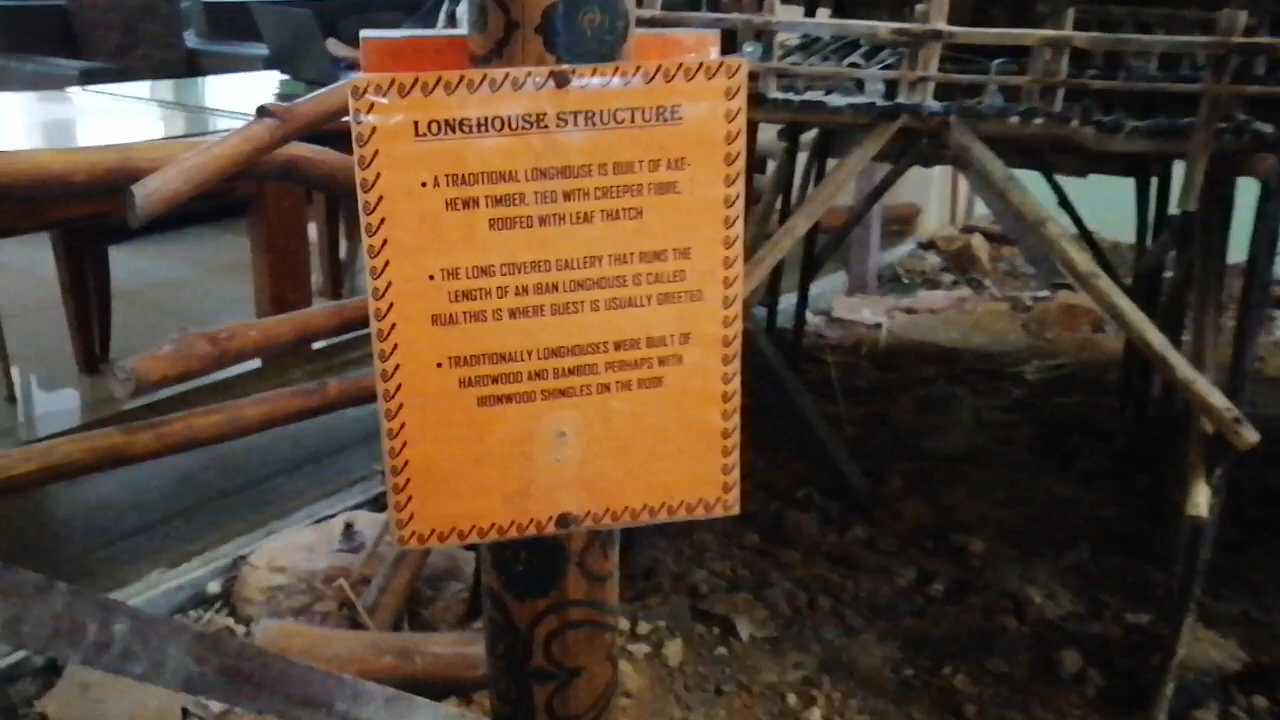 LONGHOUSE STRUCTURE
• A TRADITIONAL LONGHOUSE IS BUILT OF AXE-
HEWN TIMBER, TIED WITH CREEPER FIBRE,
ROOFED WITH LEAF THATCH
• THE LONG COVERED GALLERY THAT RUNS THE
LENGTH OF AN IBAN LONGHOUSE IS CALLED
RUAI.THIS IS WHERE GUEST IS USUALLY GREETED.
• TRADITIONALLY LONGHOUSES WERE BUILT OF
HARDWOOD AND BAMBOO, PERHAPS WITH
IRONWOOD SHINGLES ON THE ROOF.